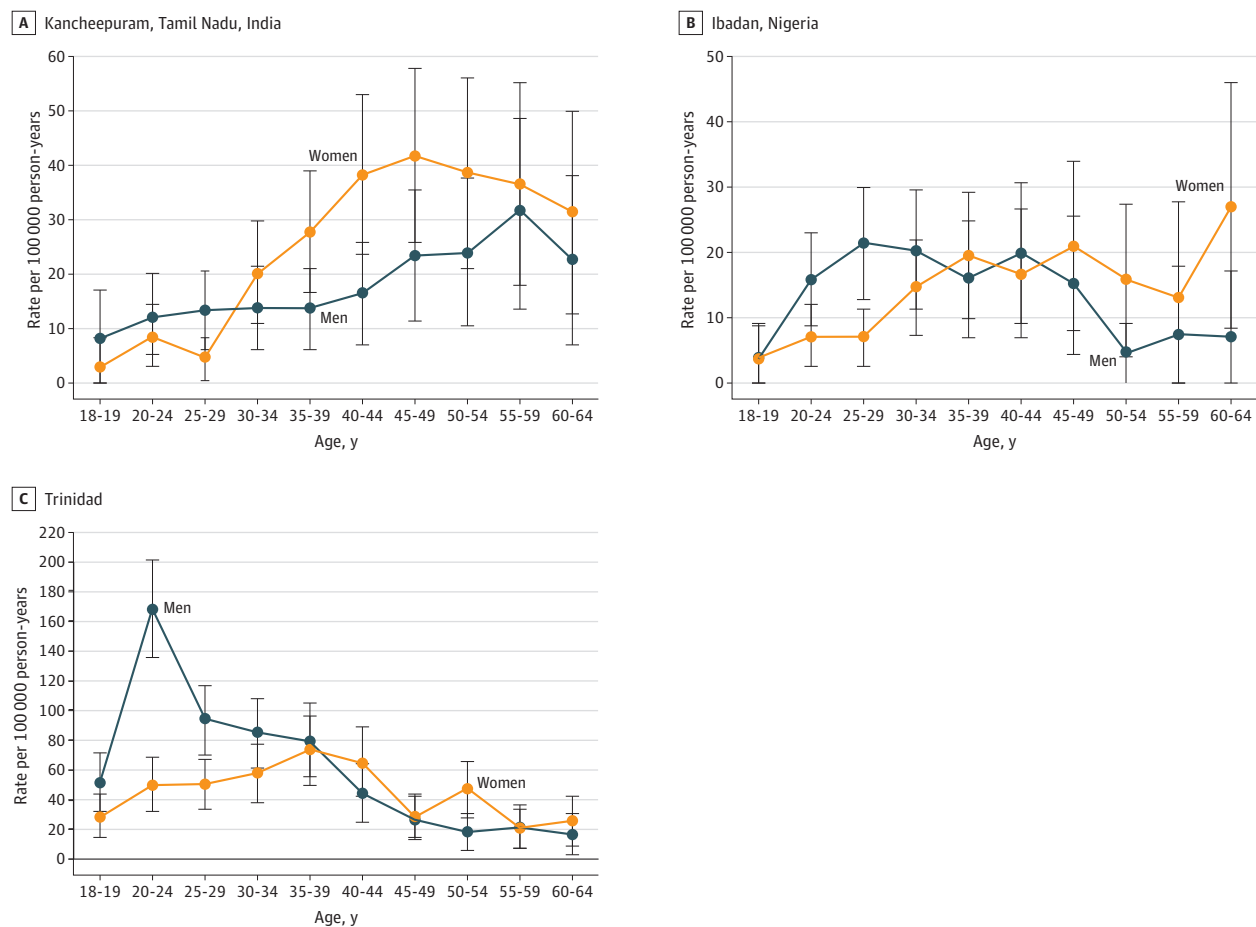 A Kancheepuram, Tamil Nadu, India
Rate per 100 000 person-years
60
50
40
30
20
10
0
Women
Men
18-19 20-24 25-29 30-34 35-39 40-44 45-49 50-54 55-59 60-64
Age, y
B Ibadan, Nigeria
Rate per 100 000 person-years
50
40
30
20
10
0
Women
Men
18-19 20-24 25-29 30-34 35-39 40-44 45-49 50-54 55-59 60-64
Age, y
C Trinidad
Rate per 100 000 person-years
220
200
180
160
140
120
100
80
60
40
20
0
Men
Women
18-19 20-24 25-29 30-34 35-39 40-44 45-49 50-54 55-59 60-64
Age, y